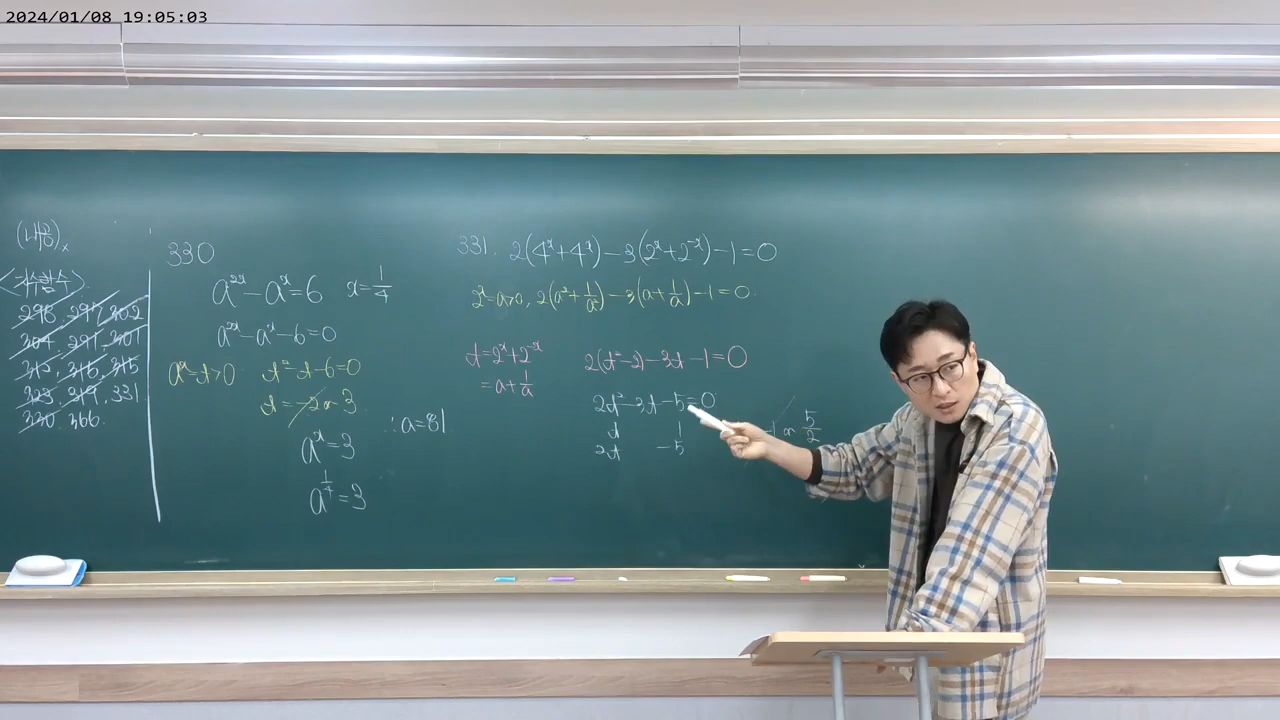 2024/01/08 19:05:03
<지수함수>
298, 297, 302
304, 291, 301
313, 316, 315
323, 319, 331
330, 366
330
a^{2x}-a^x=6 x=1/4
a^{2x}-a^x-6=0
a^x=t>0 t²-t-6=0
t=-2 or 3
a^x=3
a^{1/4}=3
∴a=81
331. 2(4^x+4^x)-3(2^x+2^{-x})-1=0
2^x=a>0, 2(a²+1/a²)-3(a+1/a)-1=0
t=2^x+2^{-x}
=a+1/a
2(t²-2)-3t-1=0
2t²-3t-5=0
t 1
2t -5
-1 or 5/2